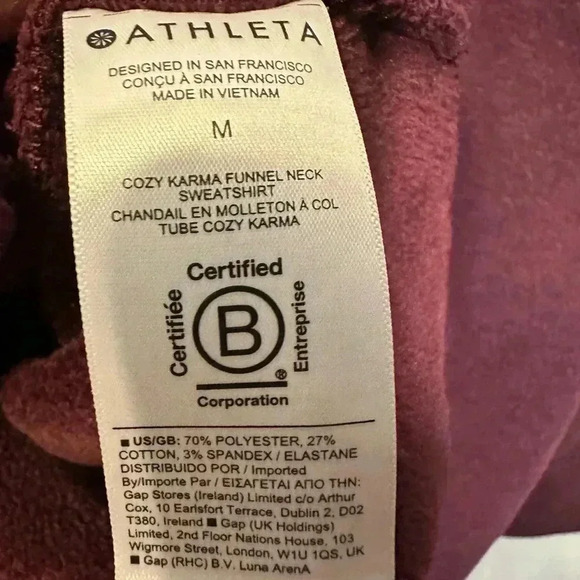 ATHLETA
DESIGNED IN SAN FRANCISCO
CONÇU À SAN FRANCISCO
MADE IN VIETNAM
M
COZY KARMA FUNNEL NECK
SWEATSHIRT
CHANDAIL EN MOLLETON À COL
TUBE COZY KARMA
Certified
Certifiée
B
Entreprise
®
Corporation
■ US/GB: 70% POLYESTER, 27%
COTTON, 3% SPANDEX / ELASTANE
DISTRIBUIDO POR / Imported
By/Importe Par / ΕΙΣΑΓΕΤΑΙ ΑΠΟ ΤΗΝ:
Gap Stores (Ireland) Limited c/o Arthur
Cox, 10 Earlsfort Terrace, Dublin 2, D02
T380, Ireland ■ Gap (UK Holdings)
Limited, 2nd Floor Nations House, 103
Wigmore Street, London, W1U 1QS, UK
■ Gap (RHC) B.V. Luna ArenA